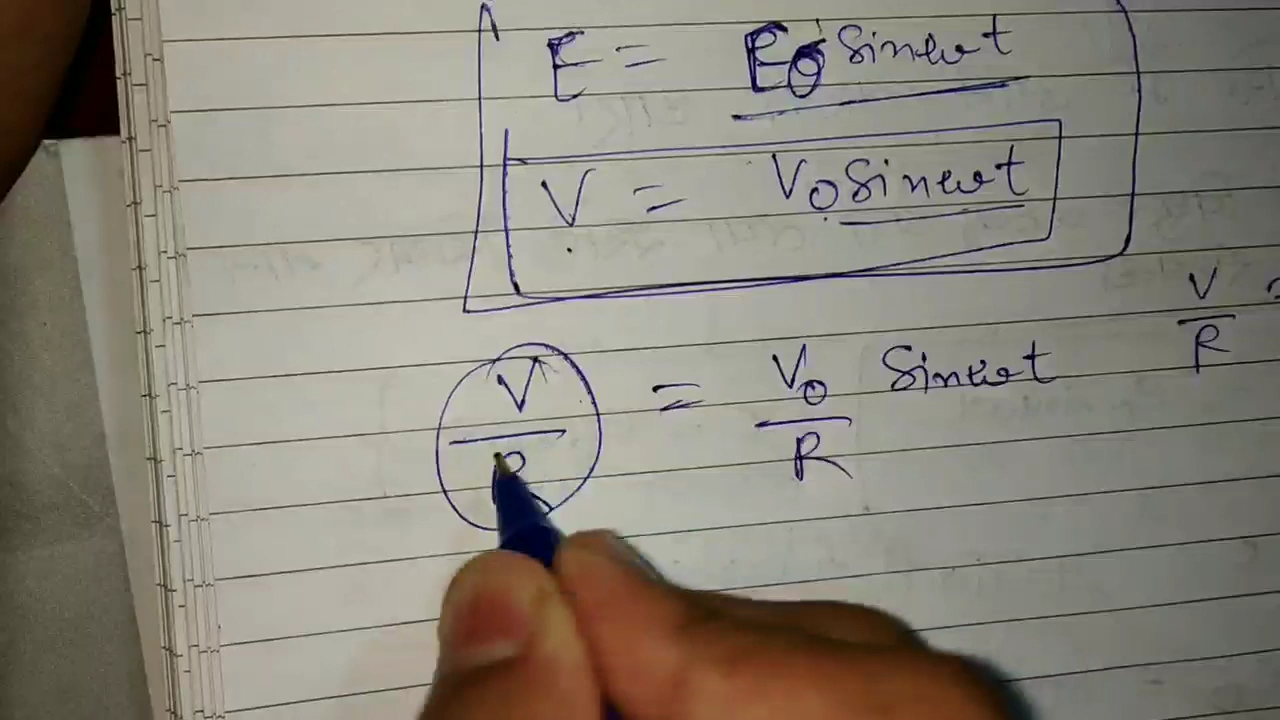 E = E₀ Sinωt
V = V₀ Sinωt
V/R = V₀/R Sinωt
V/R =